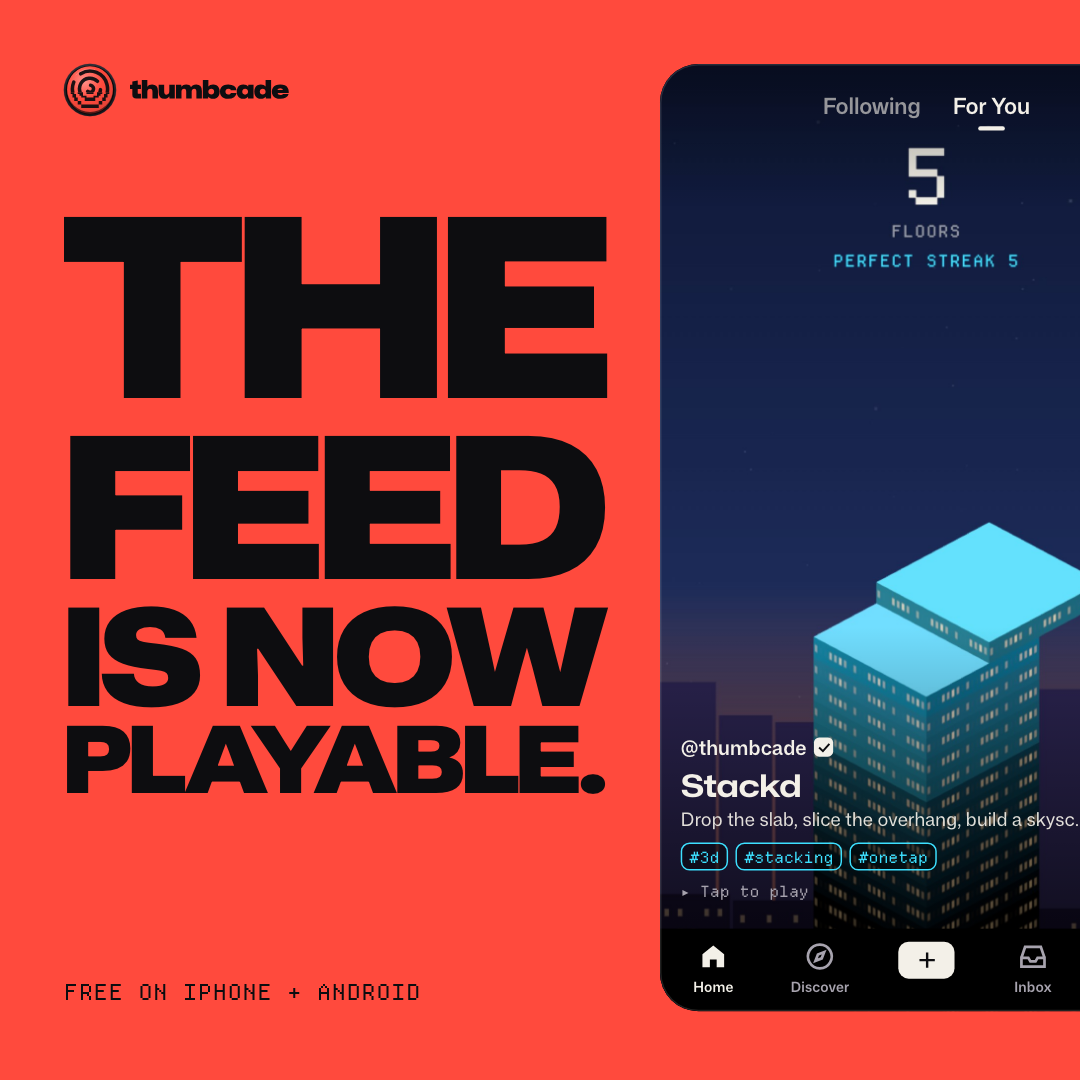 thumbcade
THE
FEED
IS NOW
PLAYABLE.
FREE ON IPHONE + ANDROID
Following For You
5
FLOORS
PERFECT STREAK 5
@thumbcade
Stackd
Drop the slab, slice the overhang, build a skysc.
#3d #stacking #onetap
▸ Tap to play
Home Discover + Inbox